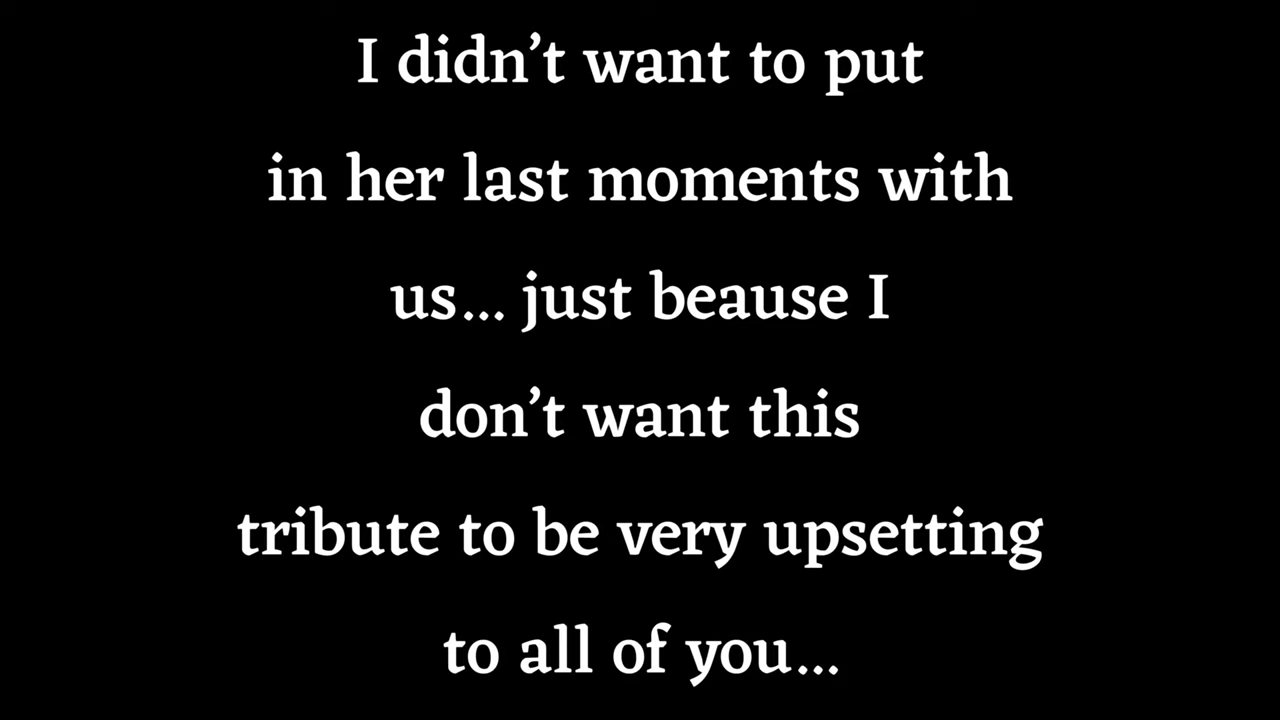 I didn’t want to put
in her last moments with
us... just beause I
don’t want this
tribute to be very upsetting
to all of you...